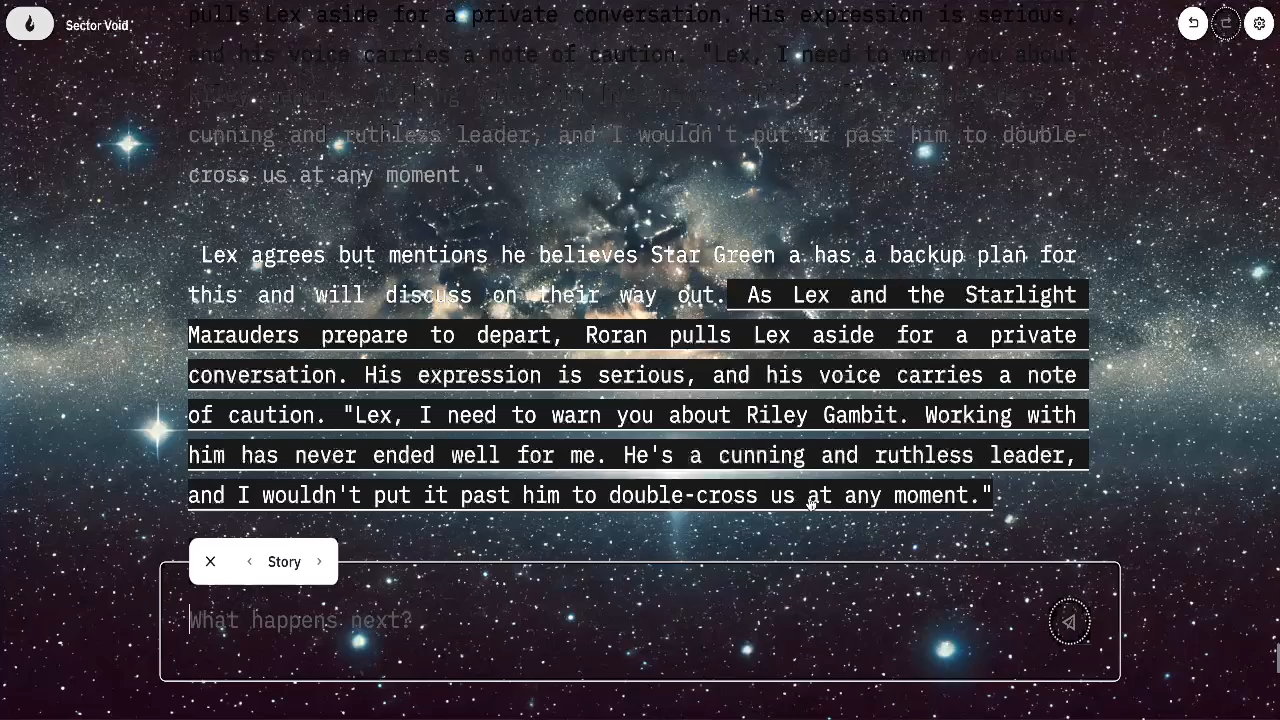 Sector Void
pulls Lex aside for a private conversation. His expression is serious,
and his voice carries a note of caution. "Lex, I need to warn you about
cunning and ruthless leader, and I wouldn't put it past him to double-
cross us at any moment."
Lex agrees but mentions he believes Star Green a has a backup plan for
this and will discuss on their way out. As Lex and the Starlight
Marauders prepare to depart, Roran pulls Lex aside for a private
conversation. His expression is serious, and his voice carries a note
of caution. "Lex, I need to warn you about Riley Gambit. Working with
him has never ended well for me. He's a cunning and ruthless leader,
and I wouldn't put it past him to double-cross us at any moment."
Story
What happens next?